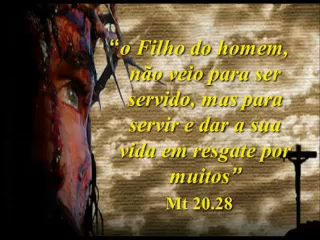 “o Filho do homem,
não veio para ser
servido, mas para
servir e dar a sua
vida em resgate por
muitos”
Mt 20.28